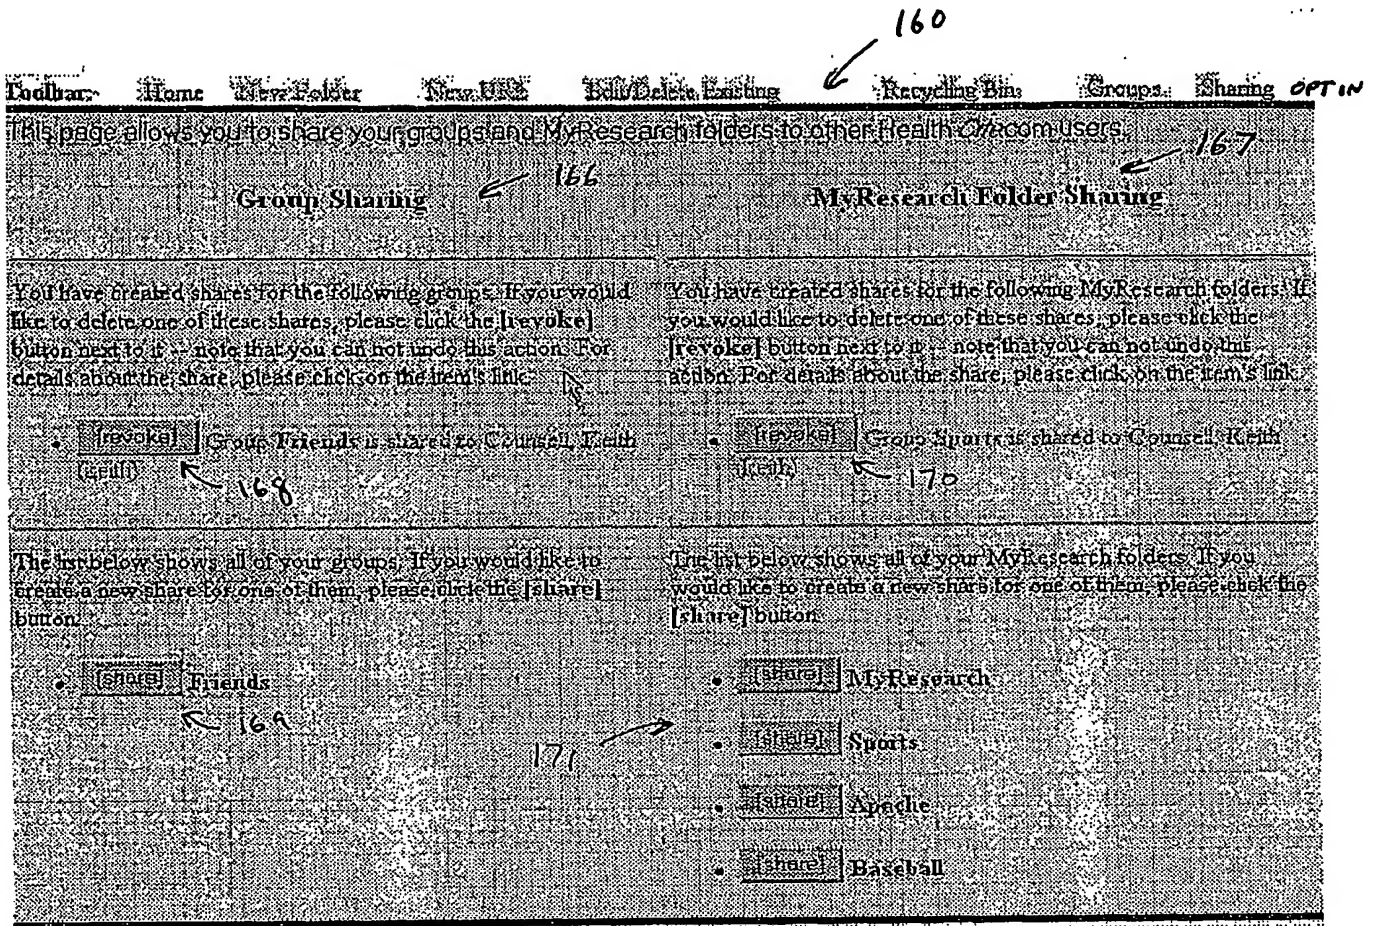 160
Toolbar: Home New Folder New URL Edit/Delete Existing Recycling Bin Groups Sharing OPT IN
This page allows you to share your groups and MyResearch folders to other HealthOne.com users.
167
166
Group Sharing
MyResearch Folder Sharing
You have created shares for the following groups. If you would
like to delete one of these shares, please click the [revoke]
button next to it -- note that you can not undo this action. For
details about the share, please click on the item's link.
• [revoke] Group Friends is shared to Counsell, Keith
(keith)
168
You have created shares for the following MyResearch folders. If
you would like to delete one of these shares, please click the
[revoke] button next to it -- note that you can not undo this
action. For details about the share, please click on the item's link.
• [revoke] Group Sports is shared to Counsell, Keith
(keith)
170
The list below shows all of your groups. If you would like to
create a new share for one of them, please click the [share]
button.
• [share] Friends
169
The list below shows all of your MyResearch folders. If you
would like to create a new share for one of them, please click the
[share] button.
• [share] MyResearch
171
• [share] Sports
• [share] Apache
• [share] Baseball